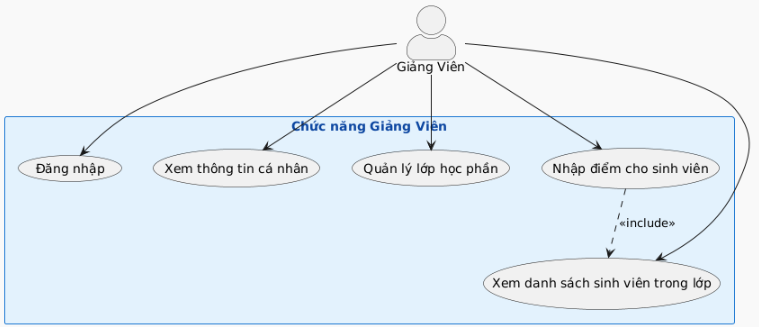 Giảng Viên
Chức năng Giảng Viên
Đăng nhập
Xem thông tin cá nhân
Quản lý lớp học phần
Nhập điểm cho sinh viên
«include»
Xem danh sách sinh viên trong lớp